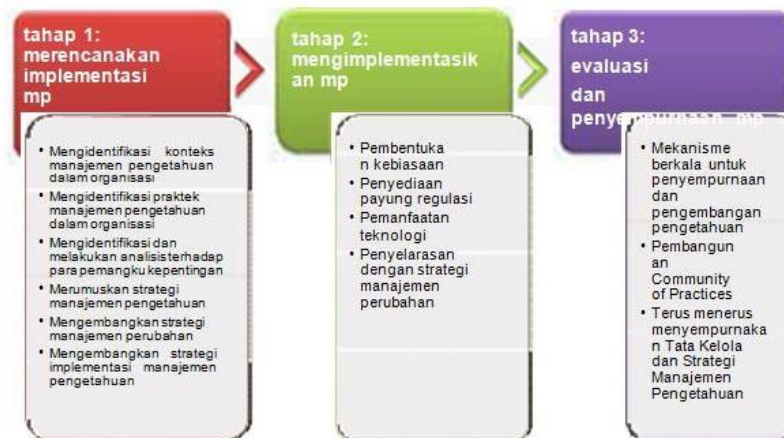 tahap 1:
merencanakan
implementasi
mp
• Mengidentifikasi konteks
manajemen pengetahuan
dalam organisasi
• Mengidentifikasi praktek
manajemen pengetahuan
dalam organisasi
• Mengidentifikasi dan
melakukan analisis terhadap
para pemangku kepentingan
• Merumuskan strategi
manajemen pengetahuan
• Mengembangkan strategi
manajemen perubahan
• Mengembangkan strategi
implementasi manajemen
pengetahuan
tahap 2:
mengimplementasik
an mp
• Pembentuka
n kebiasaan
• Penyediaan
payung regulasi
• Pemanfaatan
teknologi
• Penyelarasan
dengan strategi
manajemen
perubahan
tahap 3:
evaluasi
dan
penyempurnaan mp
• Mekanisme
berkala untuk
penyempurnaan
dan
pengembangan
pengetahuan
• Pembangun
an
Community
of Practices
• Terus menerus
menyempurnaka
n Tata Kelola
dan Strategi
Manajemen
Pengetahuan